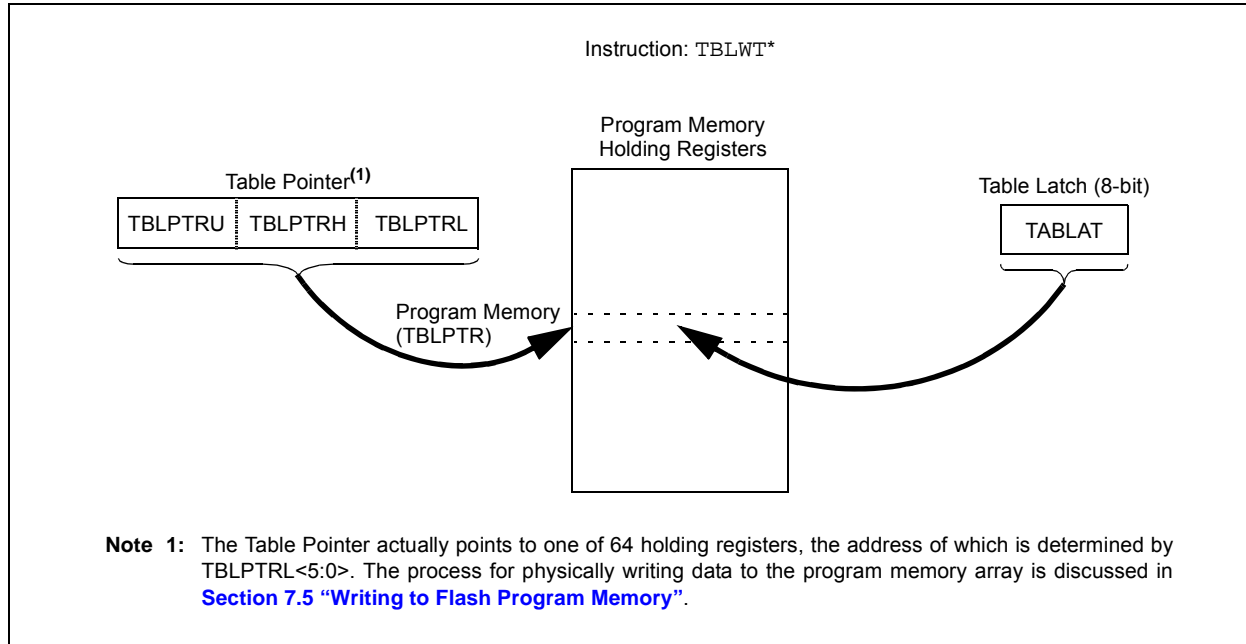 Instruction: TBLWT*
Program Memory
Holding Registers
Table Pointer(1)
Table Latch (8-bit)
TBLPTRU TBLPTRH TBLPTRL
TABLAT
Program Memory
(TBLPTR)
Note 1: The Table Pointer actually points to one of 64 holding registers, the address of which is determined by
TBLPTRL<5:0>. The process for physically writing data to the program memory array is discussed in
Section 7.5 “Writing to Flash Program Memory”.